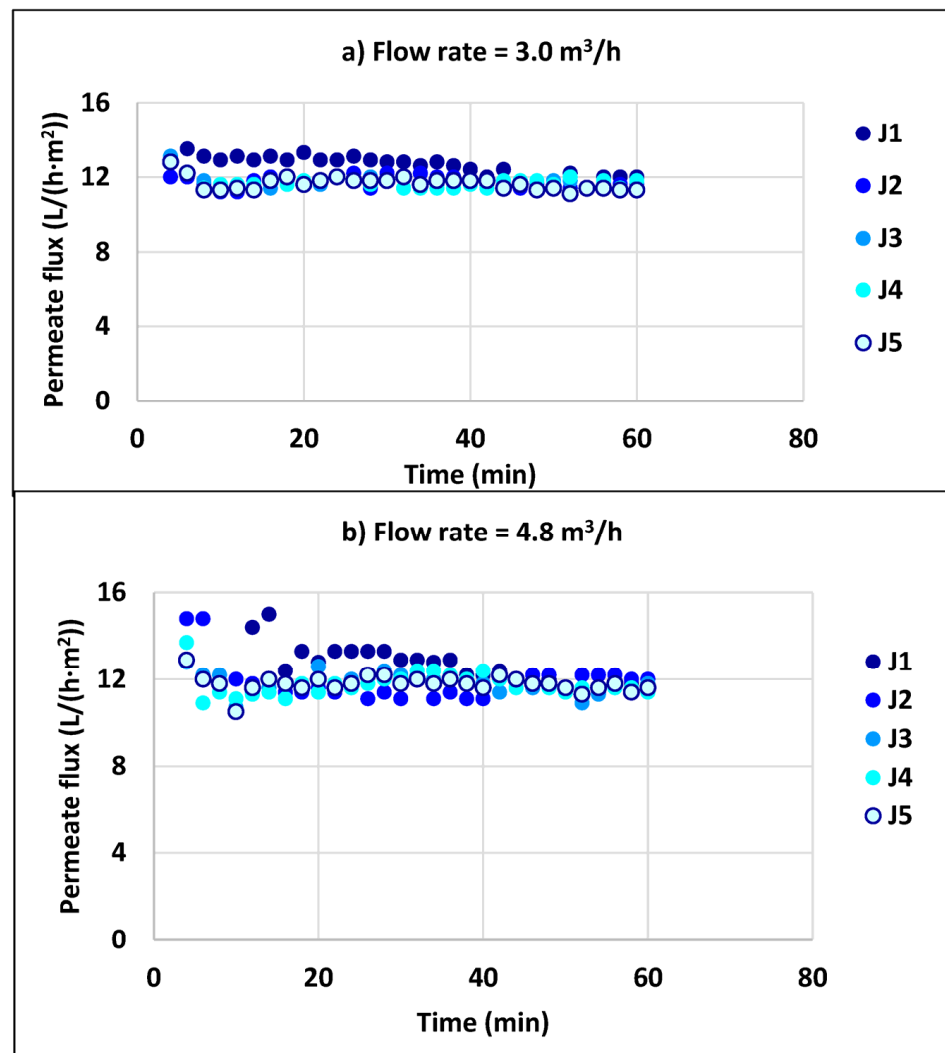 a) Flow rate = 3.0 m³/h
Permeate flux (L/(h·m²))
16
12
8
4
0
0 20 40 60 80
Time (min)
J1
J2
J3
J4
J5
b) Flow rate = 4.8 m³/h
Permeate flux (L/(h·m²))
16
12
8
4
0
0 20 40 60 80
Time (min)
J1
J2
J3
J4
J5